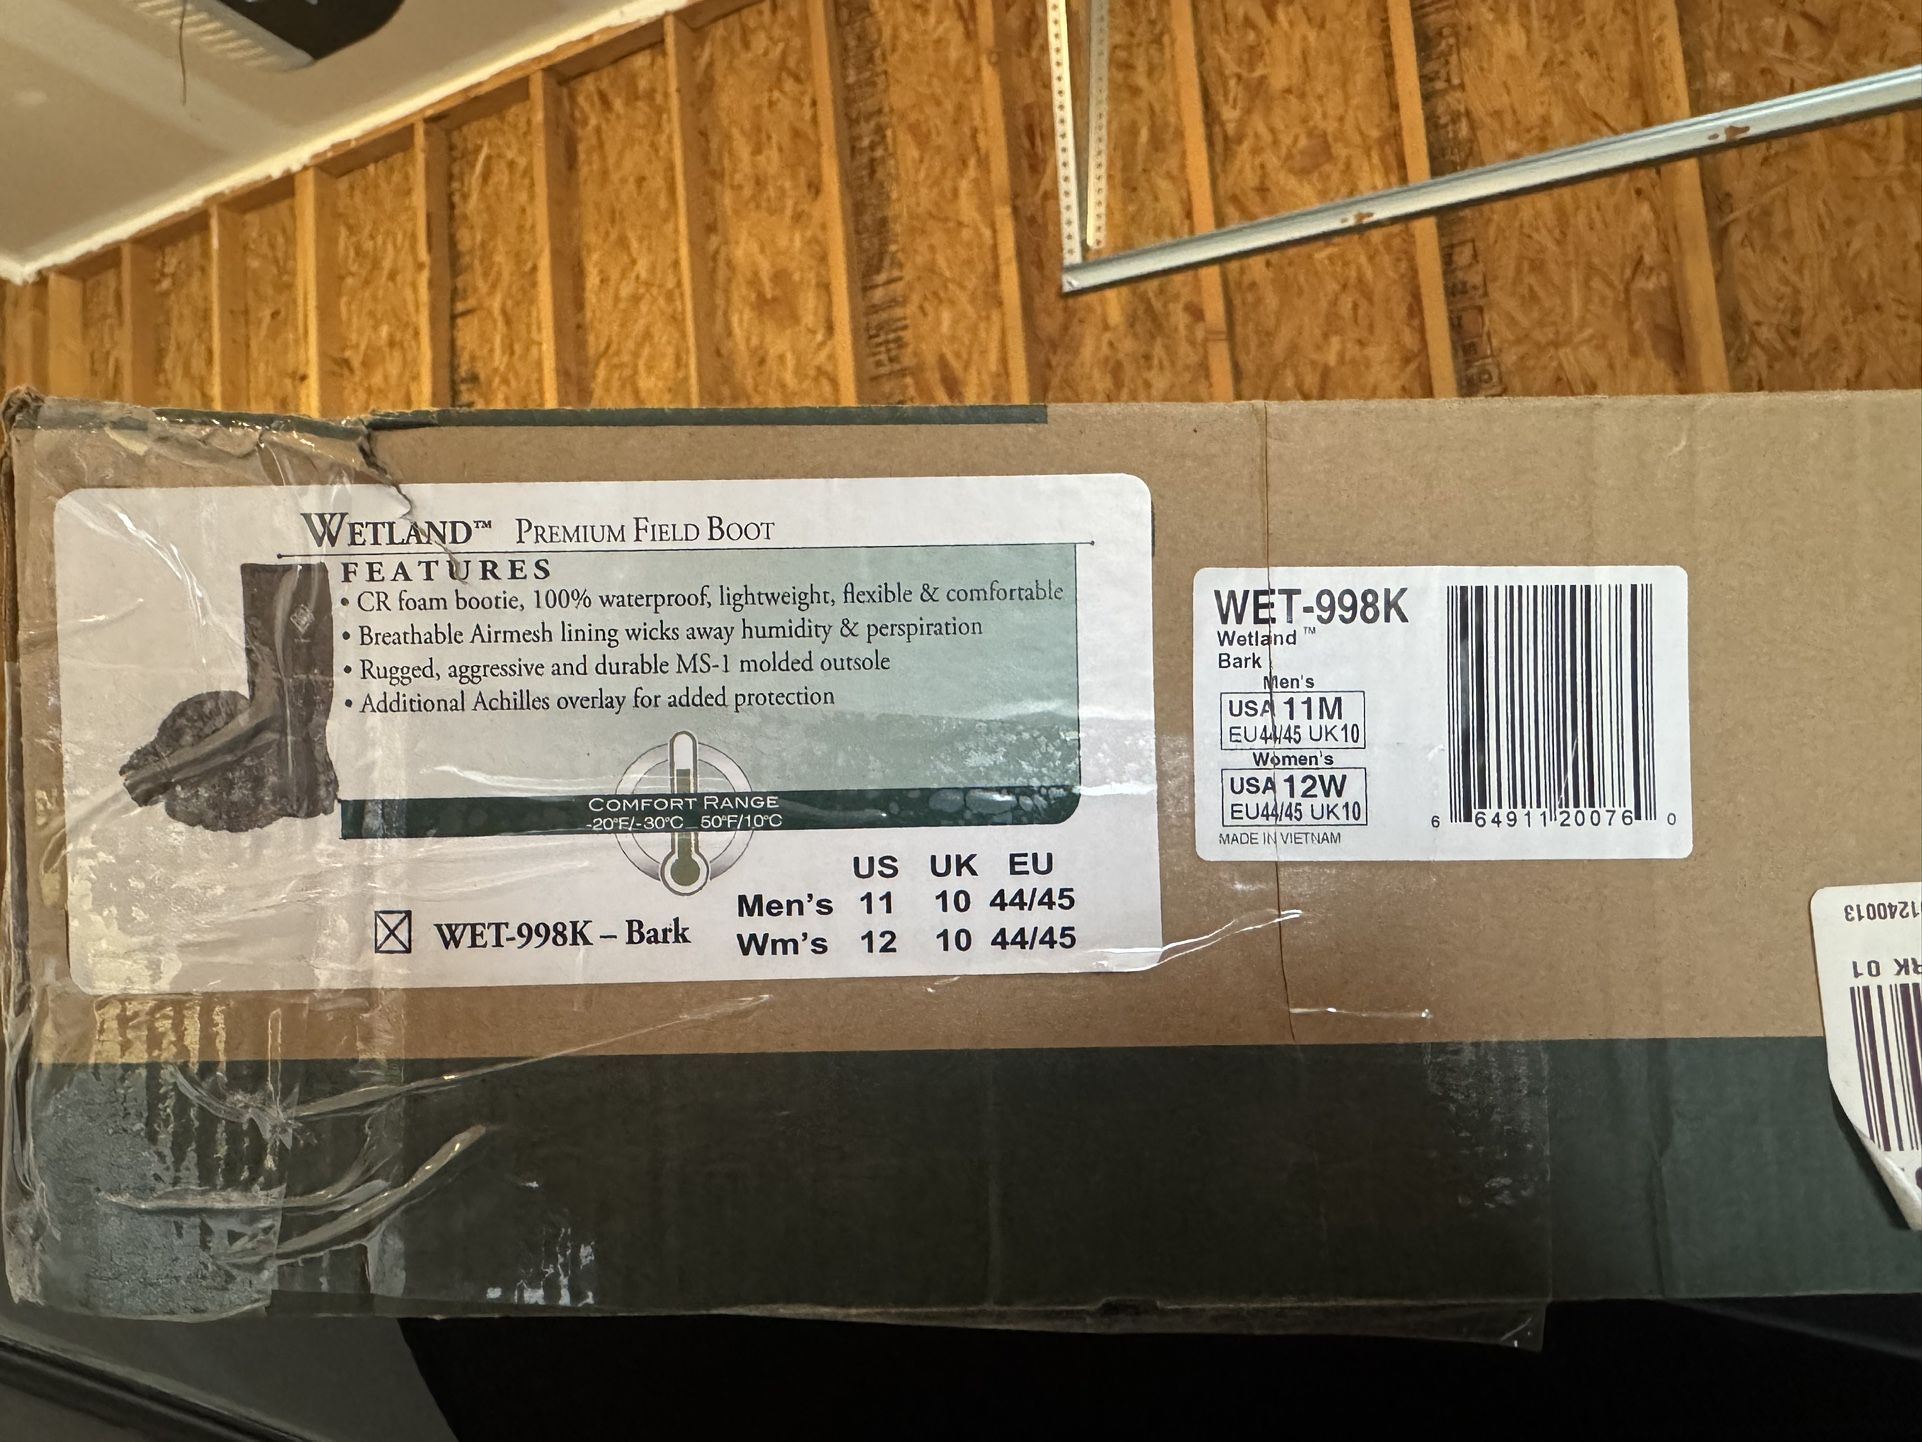 WETLAND™ PREMIUM FIELD BOOT
FEATURES
• CR foam bootie, 100% waterproof, lightweight, flexible & comfortable
• Breathable Airmesh lining wicks away humidity & perspiration
• Rugged, aggressive and durable MS-1 molded outsole
• Additional Achilles overlay for added protection
COMFORT RANGE
-20°F/-30°C 50°F/10°C
US UK EU
Men's 11 10 44/45
Wm's 12 10 44/45
WET-998K – Bark
WET-998K
Wetland ™
Bark
Men's
USA 11M
EU44/45 UK10
Women's
USA 12W
EU44/45 UK10
MADE IN VIETNAM
6 64911 20076 0
1240013
RK 01